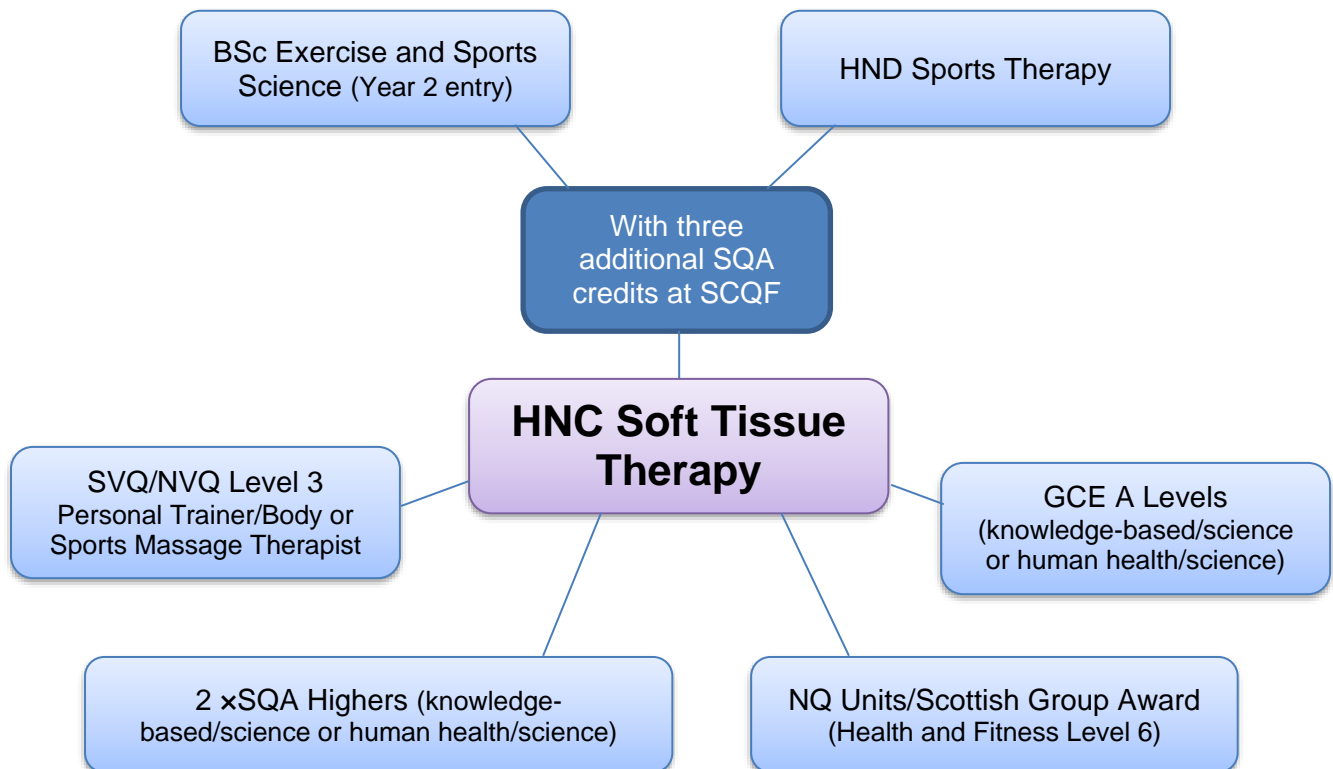 BSc Exercise and Sports
Science (Year 2 entry)
HND Sports Therapy
With three
additional SQA
credits at SCQF
HNC Soft Tissue
Therapy
SVQ/NVQ Level 3
Personal Trainer/Body or
Sports Massage Therapist
GCE A Levels
(knowledge-based/science
or human health/science)
2 ×SQA Highers (knowledge-
based/science or human health/science)
NQ Units/Scottish Group Award
(Health and Fitness Level 6)